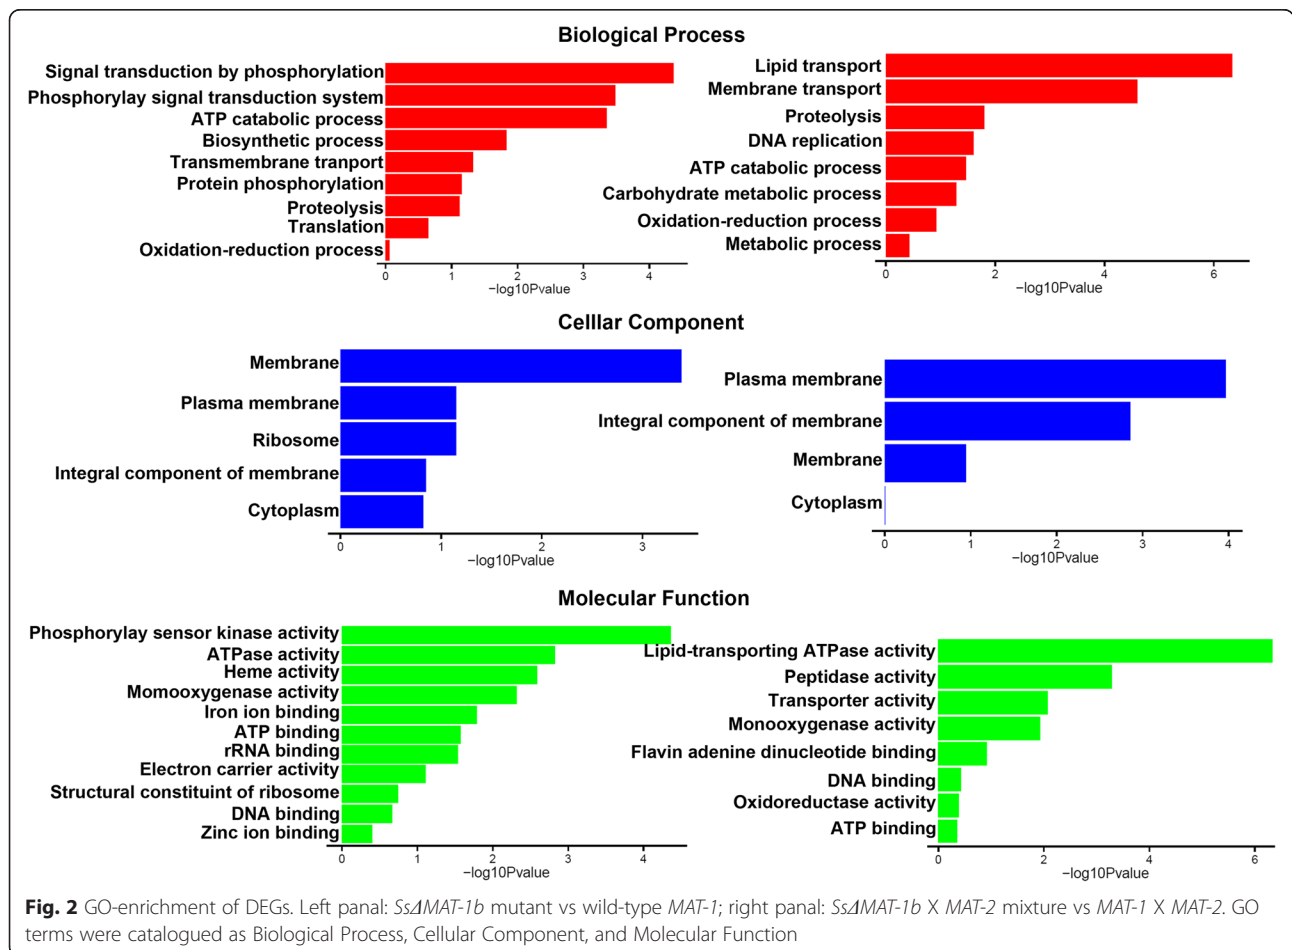 Biological Process
Signal transduction by phosphorylation
Phosphorylay signal transduction system
ATP catabolic process
Biosynthetic process
Transmembrane tranport
Protein phosphorylation
Proteolysis
Translation
Oxidation-reduction process
0 1 2 3 4
−log10Pvalue
Lipid transport
Membrane transport
Proteolysis
DNA replication
ATP catabolic process
Carbohydrate metabolic process
Oxidation-reduction process
Metabolic process
0 2 4 6
−log10Pvalue
Celllar Component
Membrane
Plasma membrane
Ribosome
Integral component of membrane
Cytoplasm
0 1 2 3
−log10Pvalue
Plasma membrane
Integral component of membrane
Membrane
Cytoplasm
0 1 2 3 4
−log10Pvalue
Molecular Function
Phosphorylay sensor kinase activity
ATPase activity
Heme activity
Momooxygenase activity
Iron ion binding
ATP binding
rRNA binding
Electron carrier activity
Structural constituint of ribosome
DNA binding
Zinc ion binding
0 1 2 3 4
−log10Pvalue
Lipid-transporting ATPase activity
Peptidase activity
Transporter activity
Monooxygenase activity
Flavin adenine dinucleotide binding
DNA binding
Oxidoreductase activity
ATP binding
0 2 4 6
−log10Pvalue
Fig. 2 GO-enrichment of DEGs. Left panal: SsΔMAT-1b mutant vs wild-type MAT-1; right panal: SsΔMAT-1b X MAT-2 mixture vs MAT-1 X MAT-2. GO
terms were catalogued as Biological Process, Cellular Component, and Molecular Function